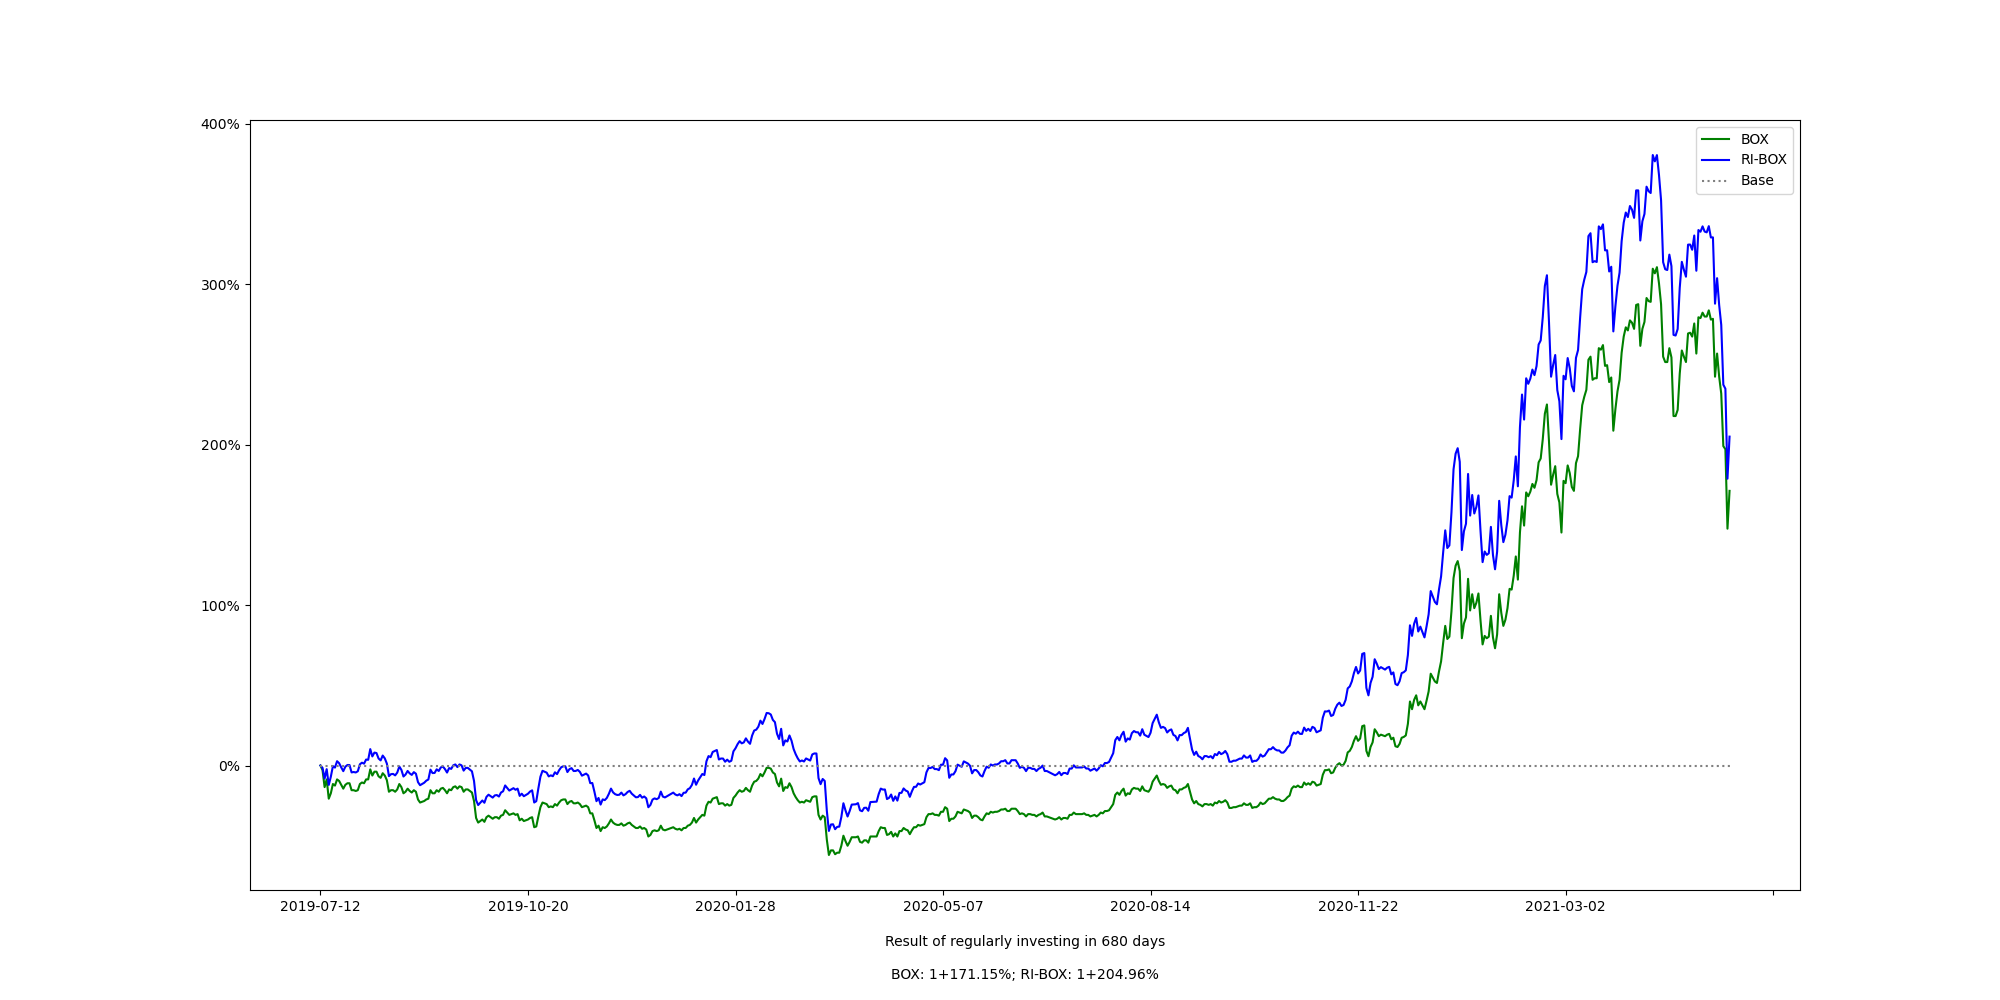 400%
300%
200%
100%
0%
BOX
RI-BOX
Base
2019-07-12 2019-10-20 2020-01-28 2020-05-07 2020-08-14 2020-11-22 2021-03-02
Result of regularly investing in 680 days
BOX: 1+171.15%; RI-BOX: 1+204.96%